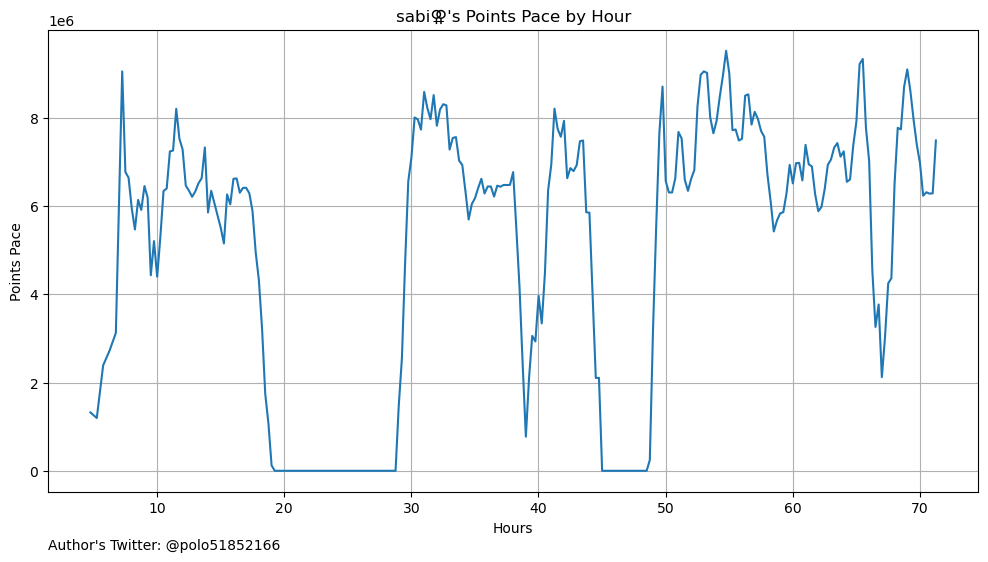 sabi𐦂's Points Pace by Hour
1e6
8
6
4
2
0
Points Pace
10 20 30 40 50 60 70
Hours
Author's Twitter: @polo51852166